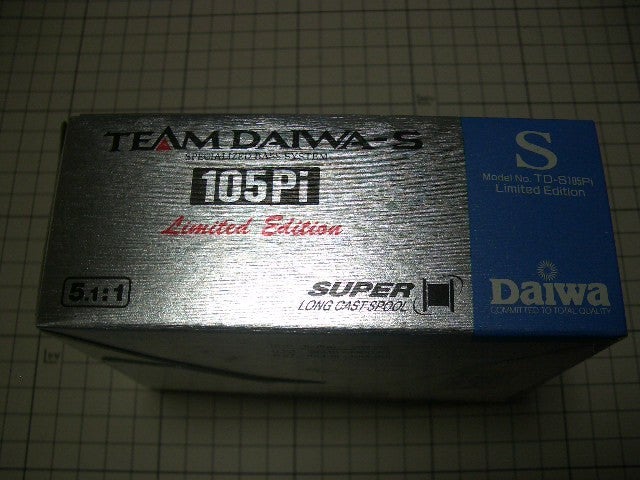 TEAM DAIWA-S
SPECIALIZED BASS SYSTEM
105Pi
Limited Edition
5.1:1
SUPER
LONG CAST SPOOL
S
Model No. TD-S105Pi
Limited Edition
Daiwa
COMMITTED TO TOTAL QUALITY